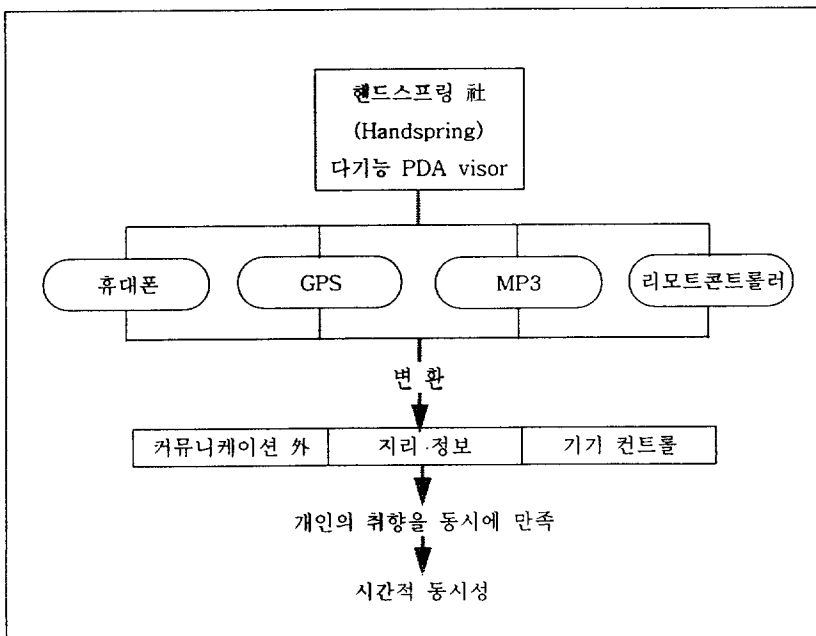 핸드스프링 社
(Handspring)
다기능 PDA visor
휴대폰
GPS
MP3
리모트콘트롤러
변 환
커뮤니케이션 外
지리·정보
기기 컨트롤
개인의 취향을 동시에 만족
시간적 동시성